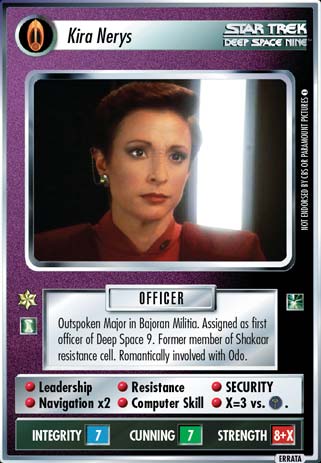 Kira Nerys
STAR TREK
DEEP SPACE NINE
NOT ENDORSED BY CBS OR PARAMOUNT PICTURES
OFFICER
Outspoken Major in Bajoran Militia. Assigned as first
officer of Deep Space 9. Former member of Shakaar
resistance cell. Romantically involved with Odo.
Leadership Resistance SECURITY
Navigation x2 Computer Skill X=3 vs. .
INTEGRITY 7 CUNNING 7 STRENGTH 8+X
ERRATA